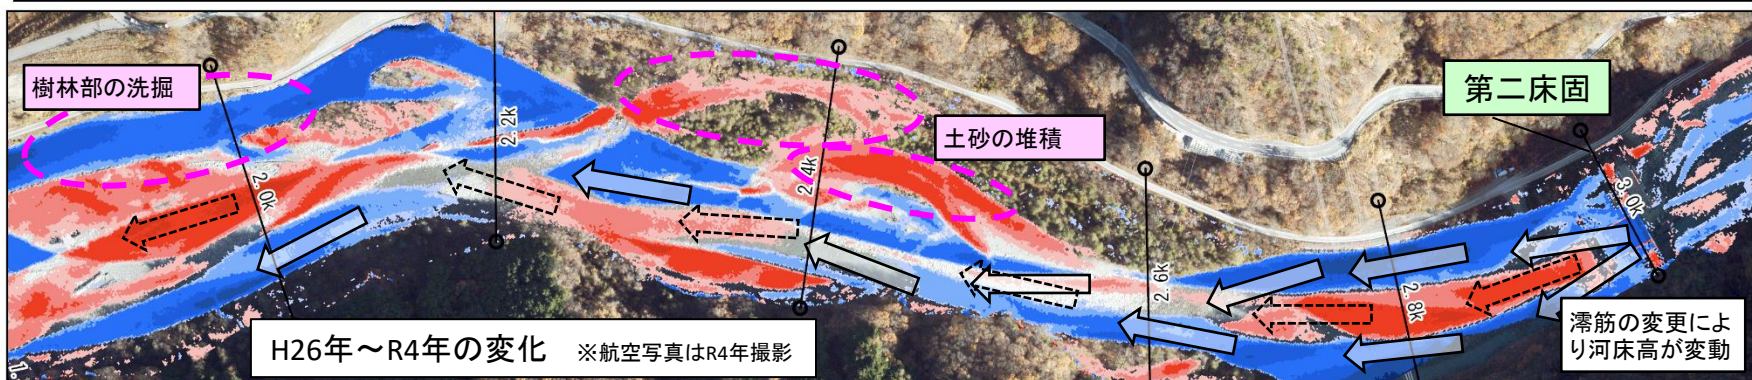 樹林部の洗掘
2.2k
2.4k
土砂の堆積
第二床固
2.0k
2.6k
2.8k
3.0k
H26年～R4年の変化 ※航空写真はR4年撮影
澪筋の変更によ
り河床高が変動